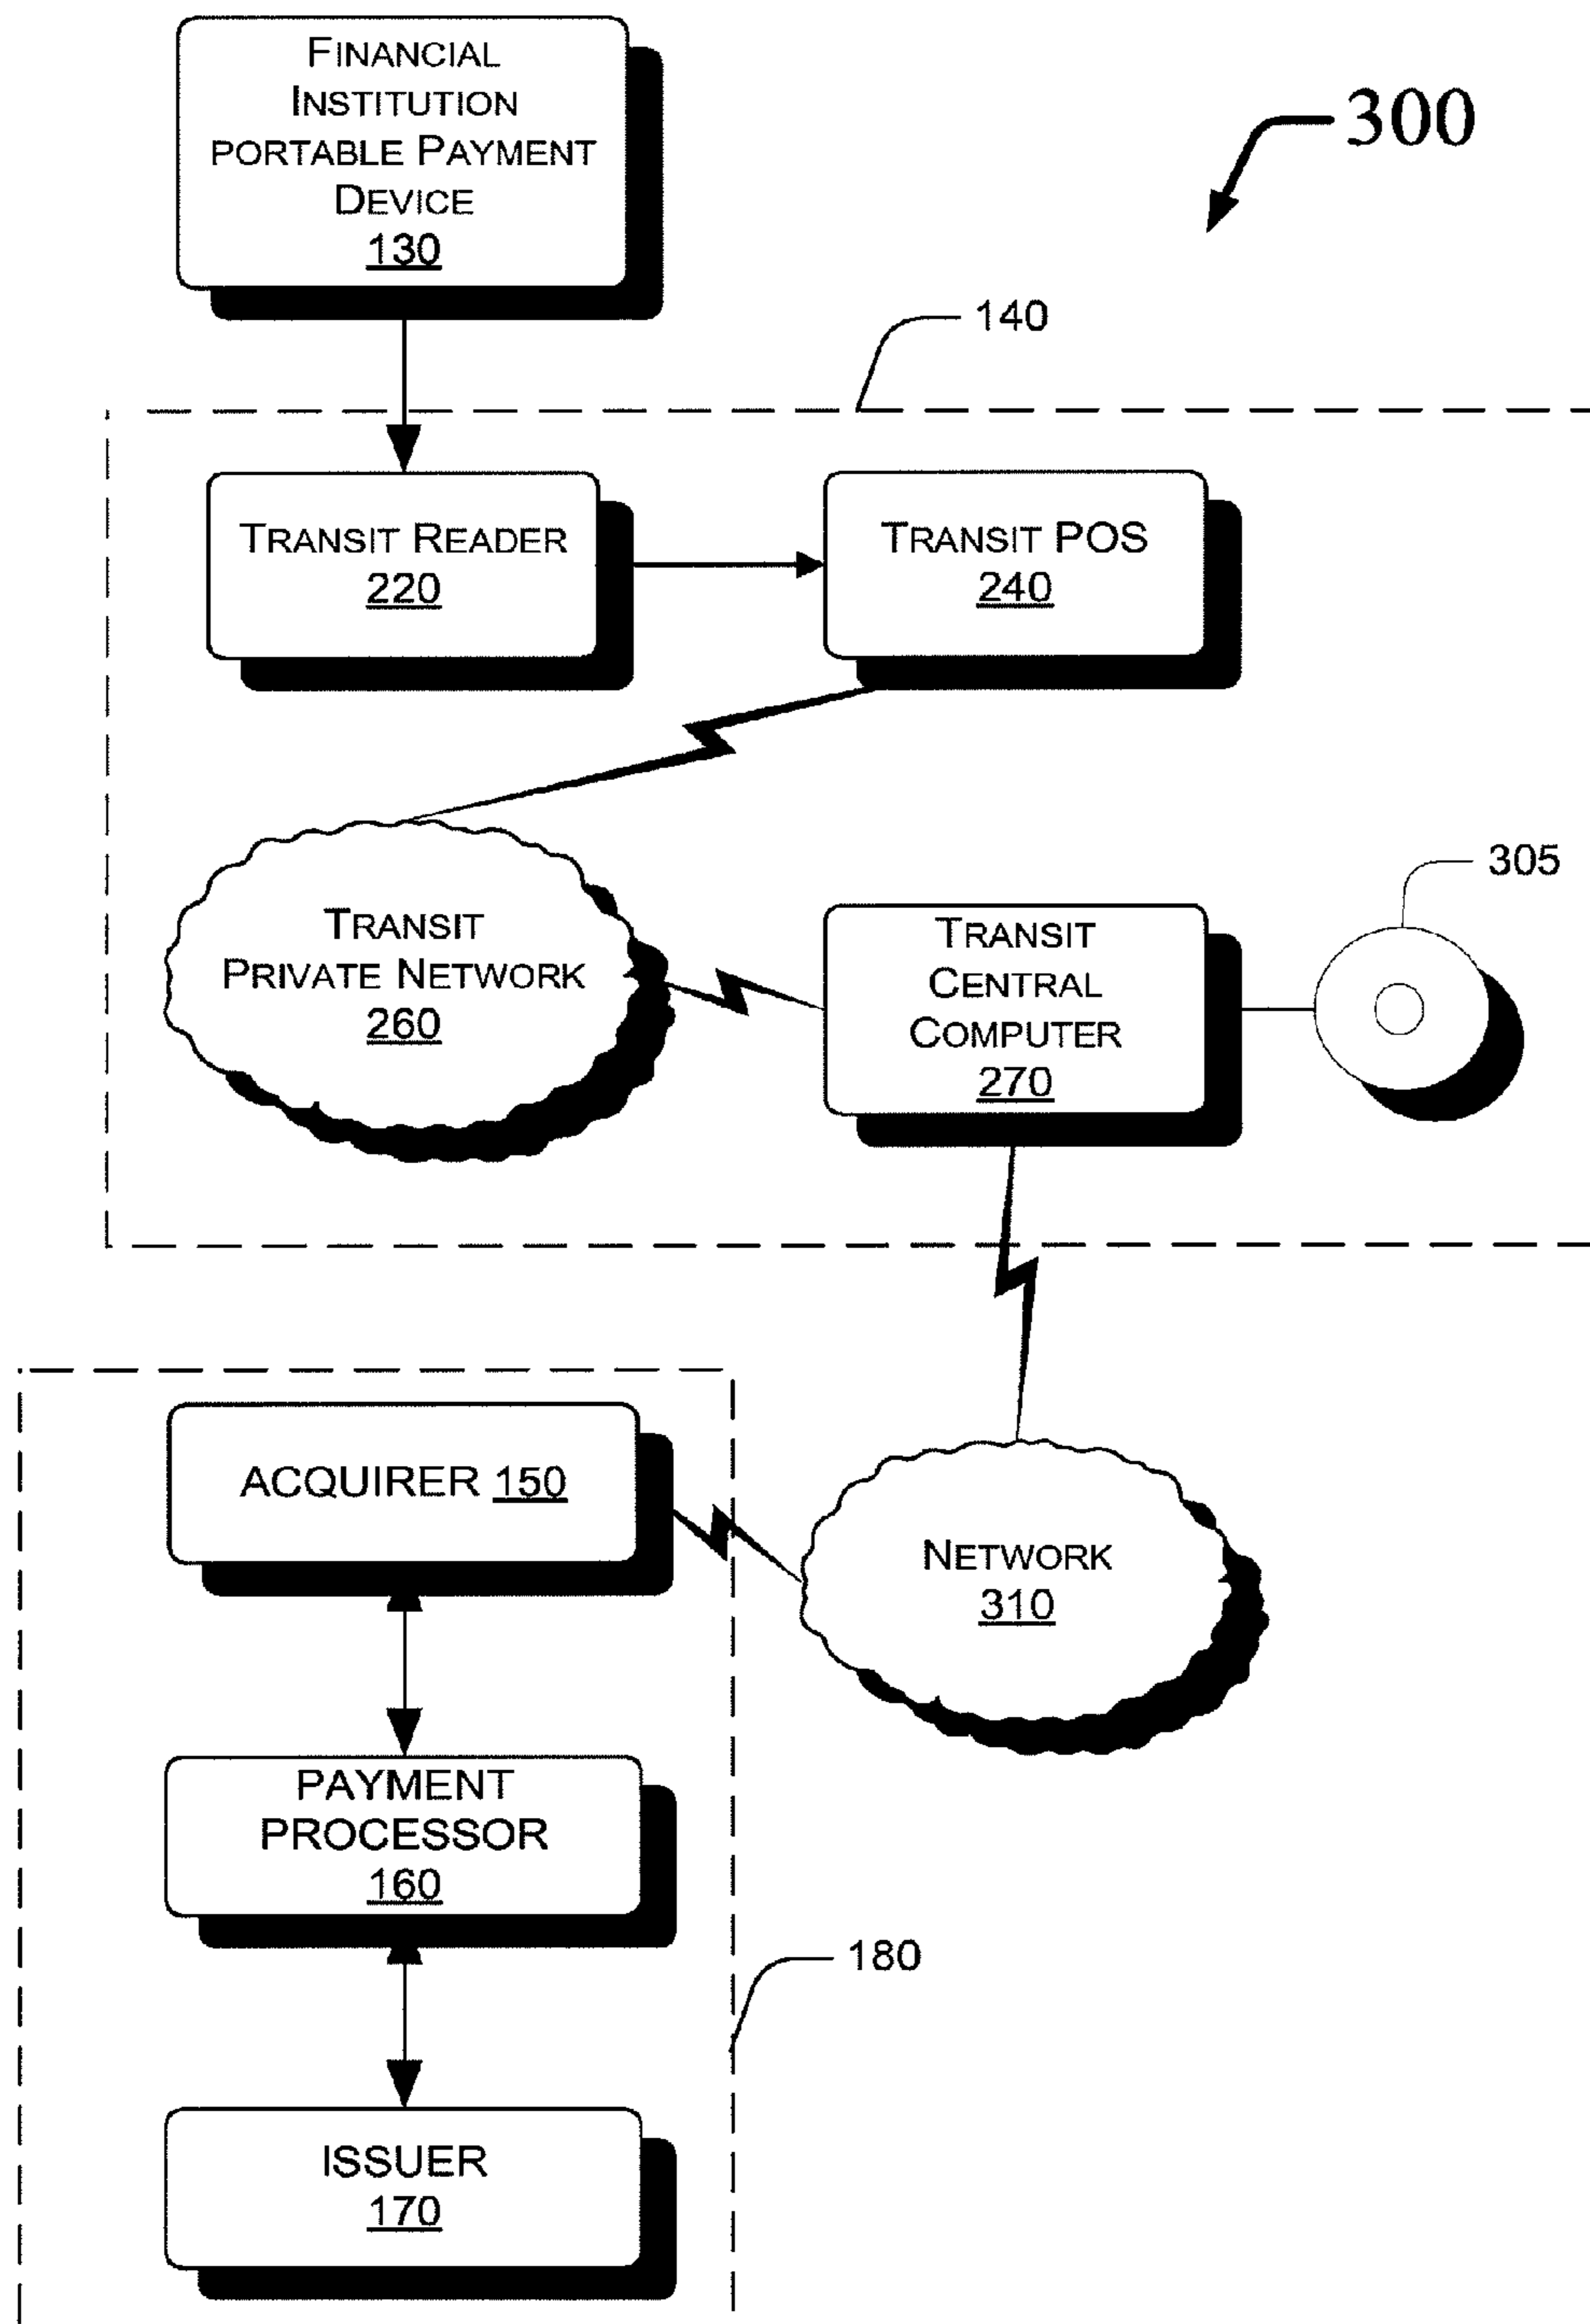 FINANCIAL
INSTITUTION
PORTABLE PAYMENT
DEVICE
130
300
140
TRANSIT READER
220
TRANSIT POS
240
TRANSIT
PRIVATE NETWORK
260
TRANSIT
CENTRAL
COMPUTER
270
305
ACQUIRER 150
NETWORK
310
PAYMENT
PROCESSOR
160
180
ISSUER
170